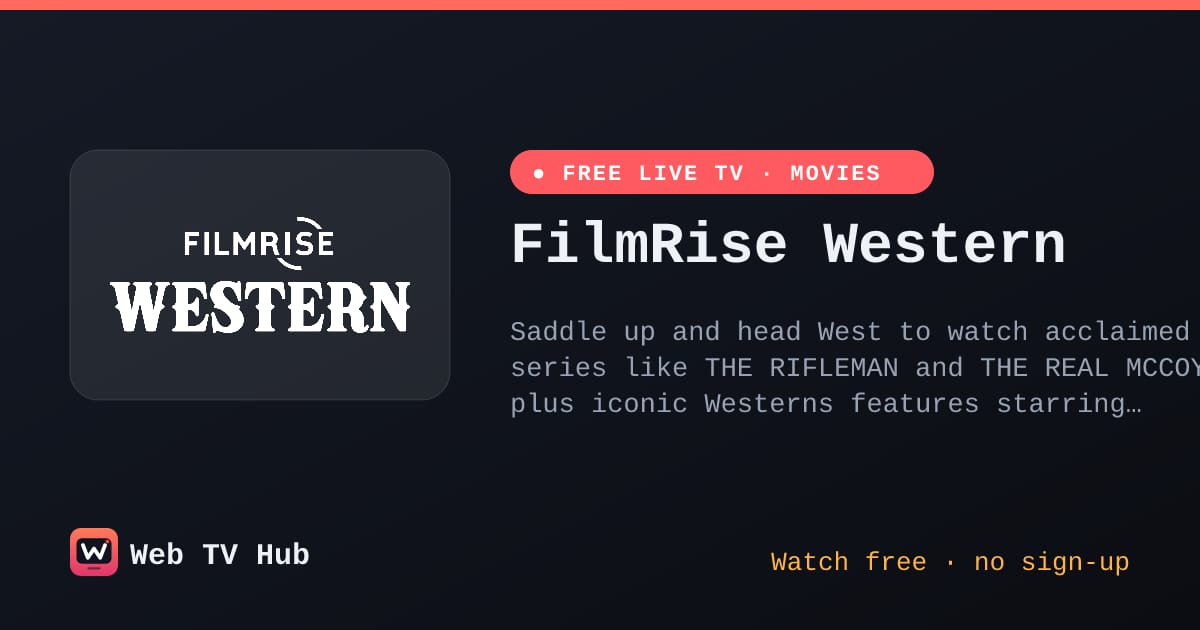 FILMRISE
WESTERN
• FREE LIVE TV · MOVIES
FilmRise Western
Saddle up and head West to watch acclaimed
series like THE RIFLEMAN and THE REAL MCCOY
plus iconic Westerns features starring…
W
Web TV Hub
Watch free · no sign-up